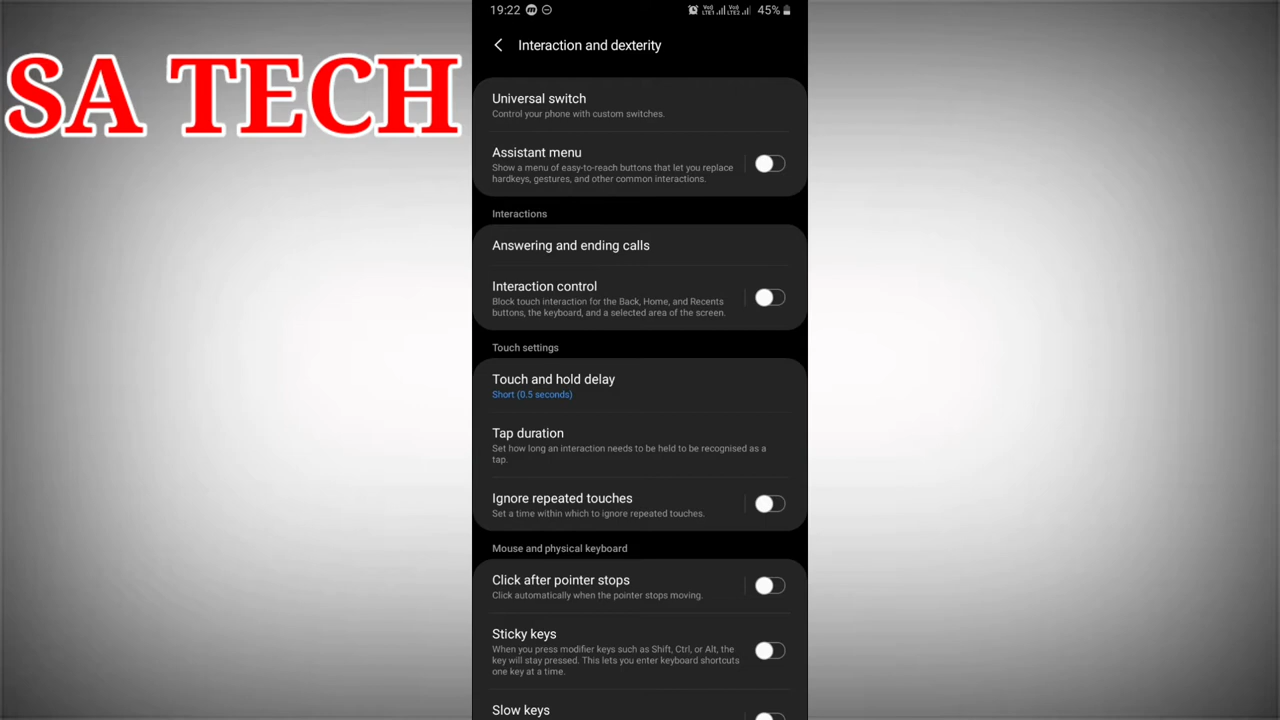 19:22 45%
SA TECH
Interaction and dexterity
Universal switch
Control your phone with custom switches.
Assistant menu
Show a menu of easy-to-reach buttons that let you replace
hardkeys, gestures, and other common interactions.
Interactions
Answering and ending calls
Interaction control
Block touch interaction for the Back, Home, and Recents
buttons, the keyboard, and a selected area of the screen.
Touch settings
Touch and hold delay
Short (0.5 seconds)
Tap duration
Set how long an interaction needs to be held to be recognised as a
tap.
Ignore repeated touches
Set a time within which to ignore repeated touches.
Mouse and physical keyboard
Click after pointer stops
Click automatically when the pointer stops moving.
Sticky keys
When you press modifier keys such as Shift, Ctrl, or Alt, the
key will stay pressed. This lets you enter keyboard shortcuts
one key at a time.
Slow keys